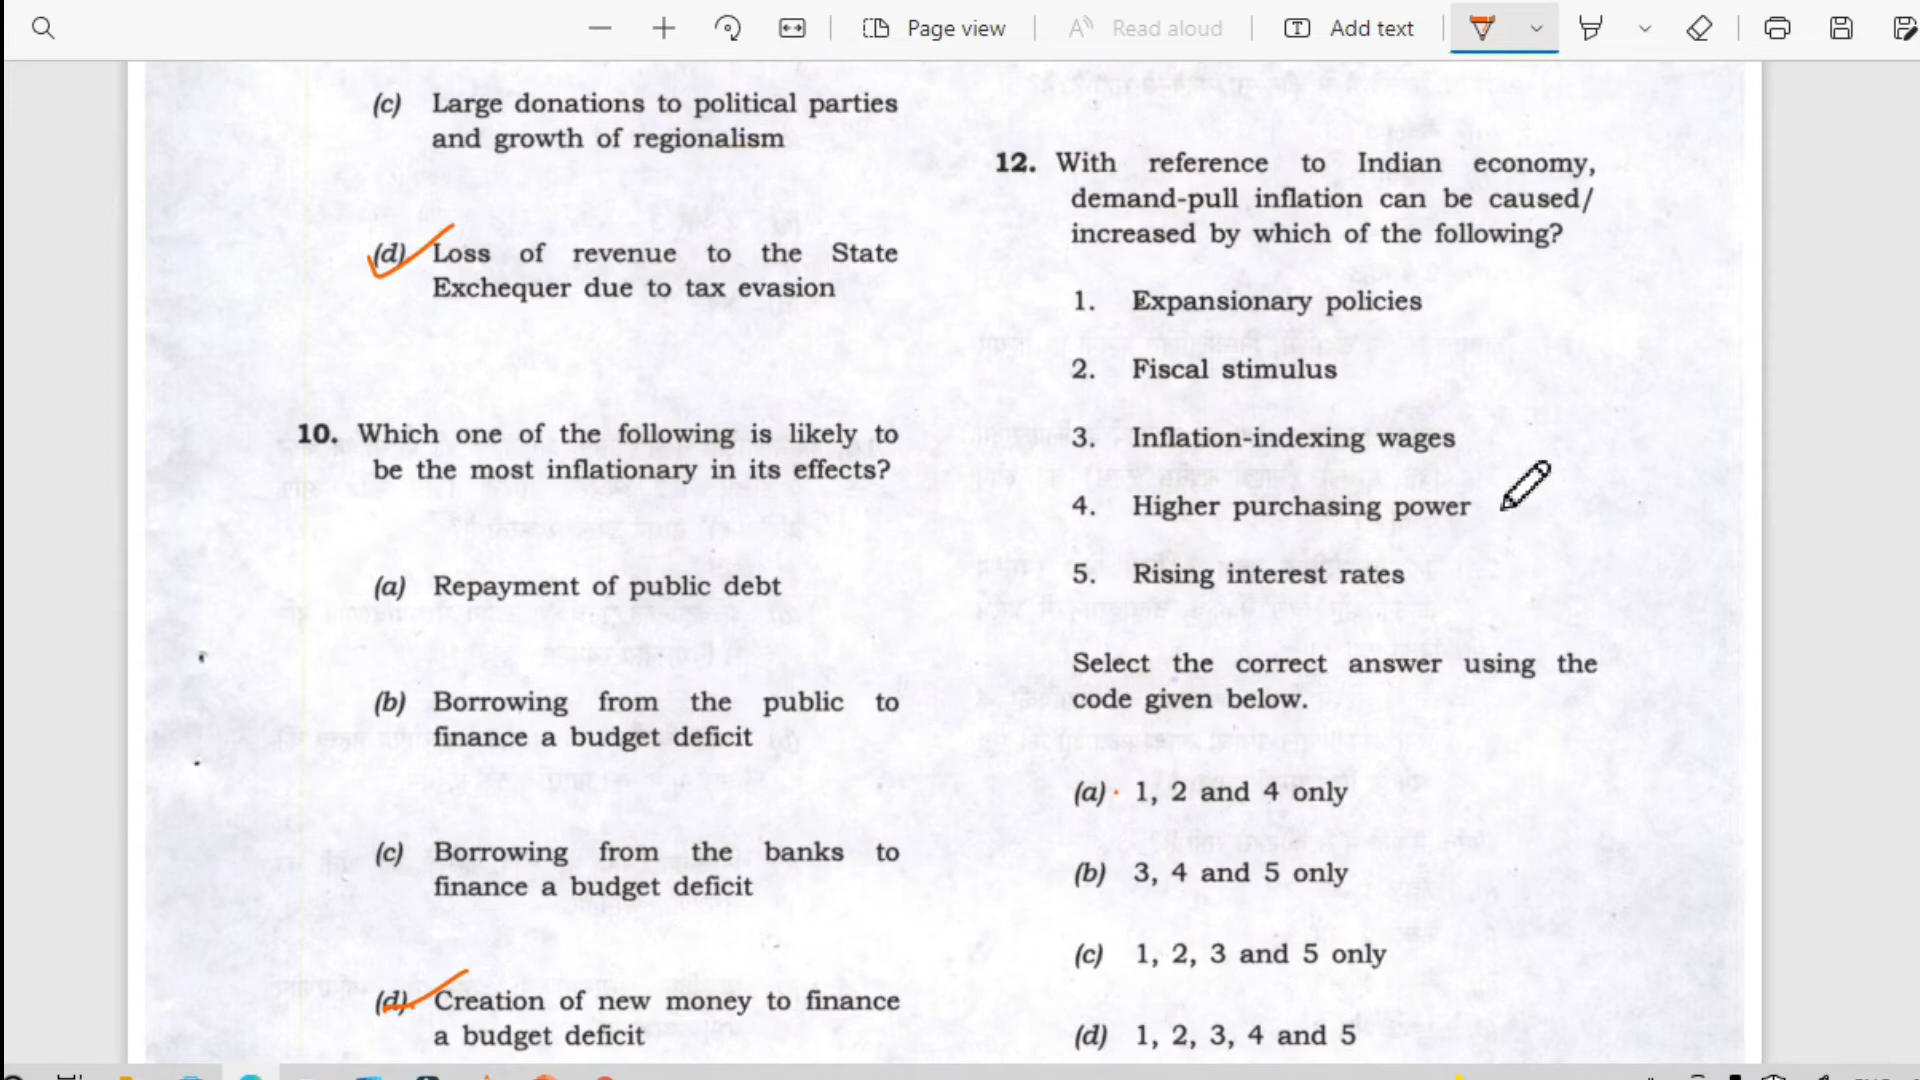 Page view
Read aloud
Add text
(c) Large donations to political parties
and growth of regionalism
(d) Loss of revenue to the State
Exchequer due to tax evasion
10. Which one of the following is likely to
be the most inflationary in its effects?
(a) Repayment of public debt
(b) Borrowing from the public to
finance a budget deficit
(c) Borrowing from the banks to
finance a budget deficit
(d) Creation of new money to finance
a budget deficit
12. With reference to Indian economy,
demand-pull inflation can be caused/
increased by which of the following?
1. Expansionary policies
2. Fiscal stimulus
3. Inflation-indexing wages
4. Higher purchasing power
5. Rising interest rates
Select the correct answer using the
code given below.
(a) 1, 2 and 4 only
(b) 3, 4 and 5 only
(c) 1, 2, 3 and 5 only
(d) 1, 2, 3, 4 and 5